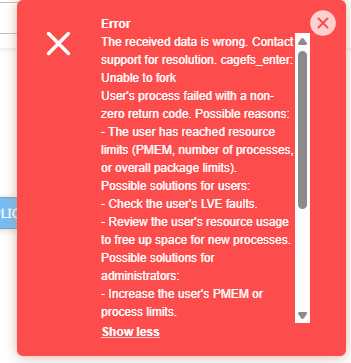 Error
The received data is wrong. Contact
support for resolution. cagefs_enter:
Unable to fork
User's process failed with a non-
zero return code. Possible reasons:
- The user has reached resource
limits (PMEM, number of processes,
or overall package limits).
Possible solutions for users:
- Check the user's LVE faults.
- Review the user's resource usage
to free up space for new processes.
Possible solutions for
administrators:
- Increase the user's PMEM or
process limits.
Show less